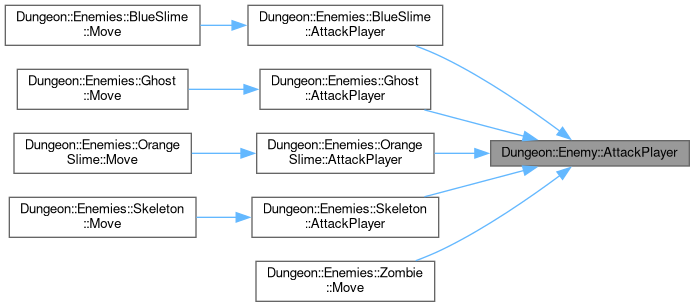 Dungeon::Enemies::BlueSlime
::Move
Dungeon::Enemies::BlueSlime
::AttackPlayer
Dungeon::Enemies::Ghost
::Move
Dungeon::Enemies::Ghost
::AttackPlayer
Dungeon::Enemies::Orange
Slime::Move
Dungeon::Enemies::Orange
Slime::AttackPlayer
Dungeon::Enemy::AttackPlayer
Dungeon::Enemies::Skeleton
::Move
Dungeon::Enemies::Skeleton
::AttackPlayer
Dungeon::Enemies::Zombie
::Move